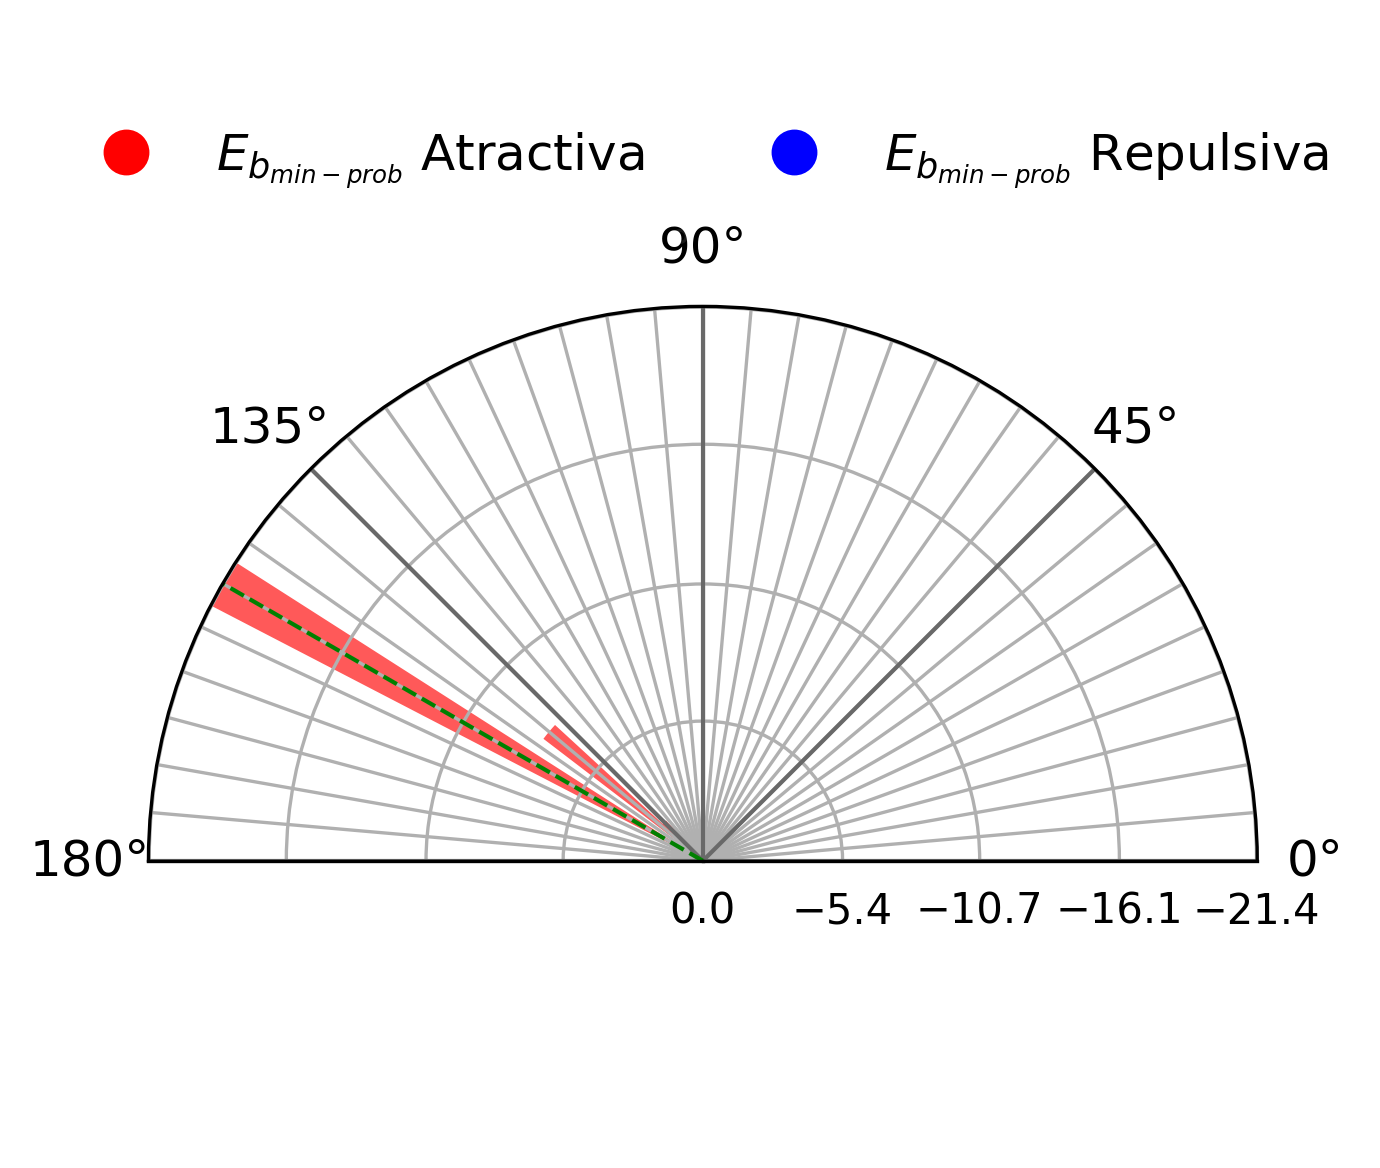 E_{b_{min-prob}} Atractiva E_{b_{min-prob}} Repulsiva
90°
135° 45°
180° 0°
0.0 −5.4 −10.7 −16.1 −21.4